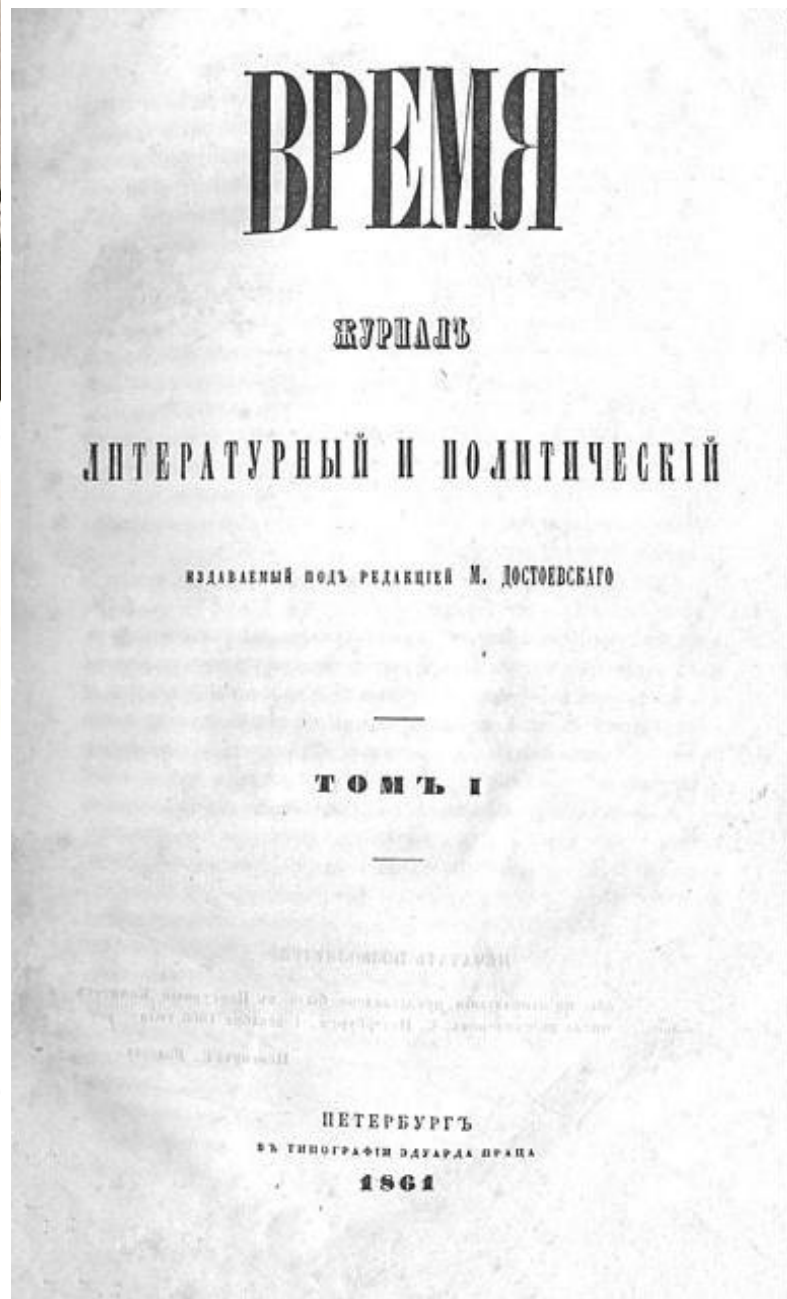 ВРЕМЯ
ЖУРНАЛЪ
ЛИТЕРАТУРНЫЙ И ПОЛИТИЧЕСКІЙ
ИЗДАВАЕМЫЙ ПОДЪ РЕДАКЦІЕЙ М. ДОСТОЕВСКАГО
ТОМЪ I
ПЕТЕРБУРГЪ
ВЪ ТИПОГРАФІИ ЭДУАРДА ПРАЦА
1861